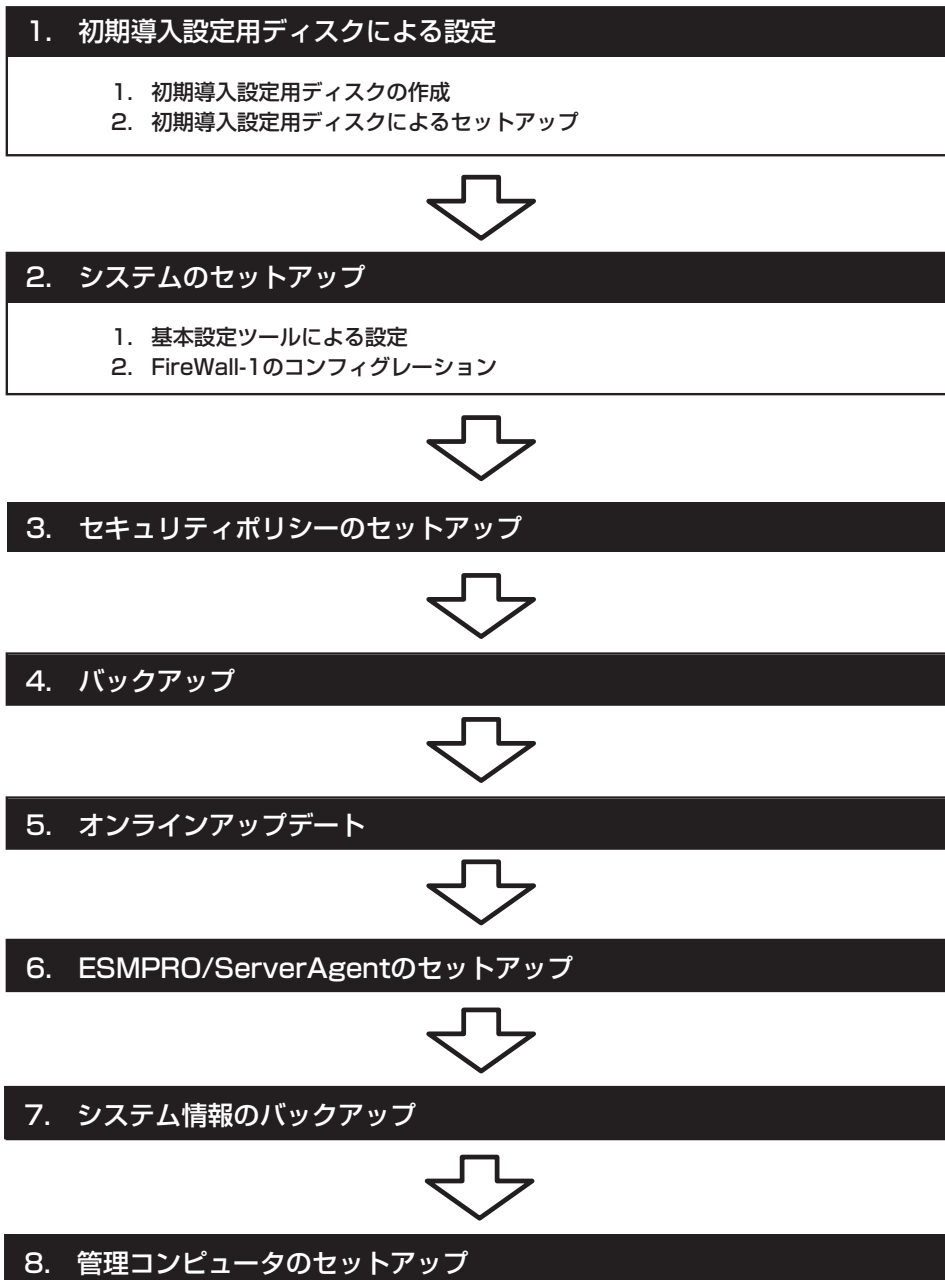 1. 初期導入設定用ディスクによる設定
1. 初期導入設定用ディスクの作成
2. 初期導入設定用ディスクによるセットアップ
2. システムのセットアップ
1. 基本設定ツールによる設定
2. FireWall-1のコンフィグレーション
3. セキュリティポリシーのセットアップ
4. バックアップ
5. オンラインアップデート
6. ESMPRO/ServerAgentのセットアップ
7. システム情報のバックアップ
8. 管理コンピュータのセットアップ